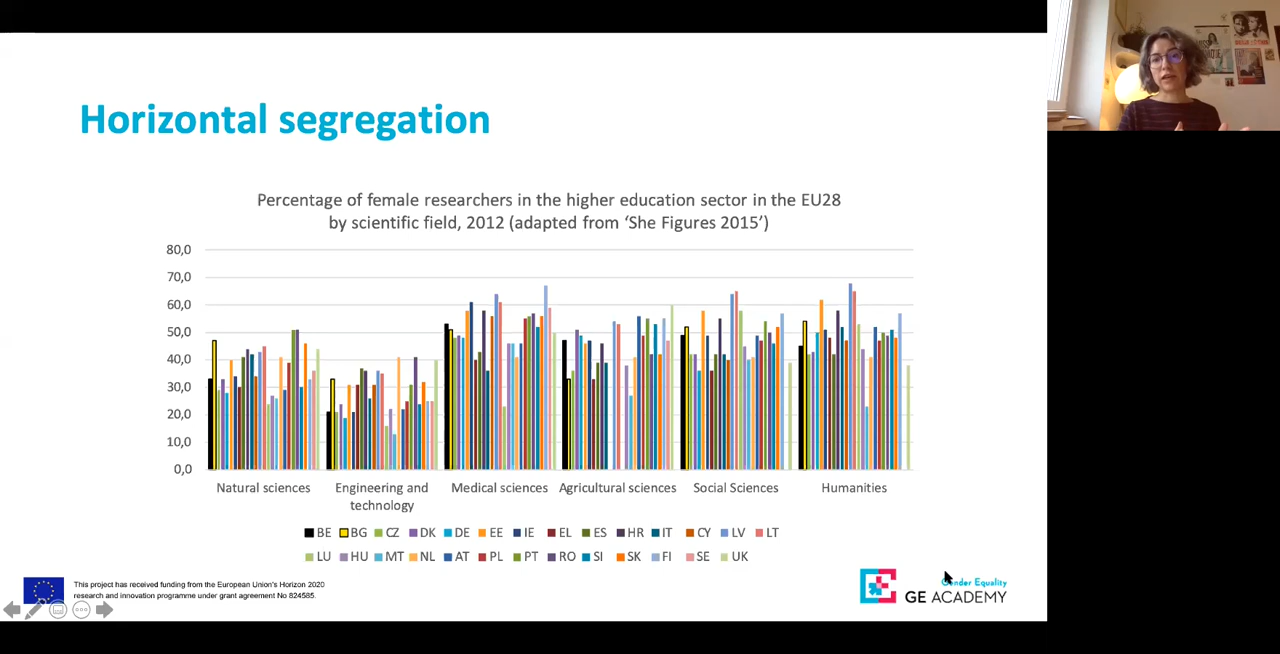 Horizontal segregation
Percentage of female researchers in the higher education sector in the EU28
by scientific field, 2012 (adapted from ‘She Figures 2015’)
80,0
70,0
60,0
50,0
40,0
30,0
20,0
10,0
0,0
Natural sciences
Engineering and
technology
Medical sciences
Agricultural sciences
Social Sciences
Humanities
BE BG CZ DK DE EE IE EL ES HR IT CY LV LT
LU HU MT NL AT PL PT RO SI SK FI SE UK
This project has received funding from the European Union's Horizon 2020
research and innovation programme under grant agreement No 824585.
Gender Equality
GE ACADEMY